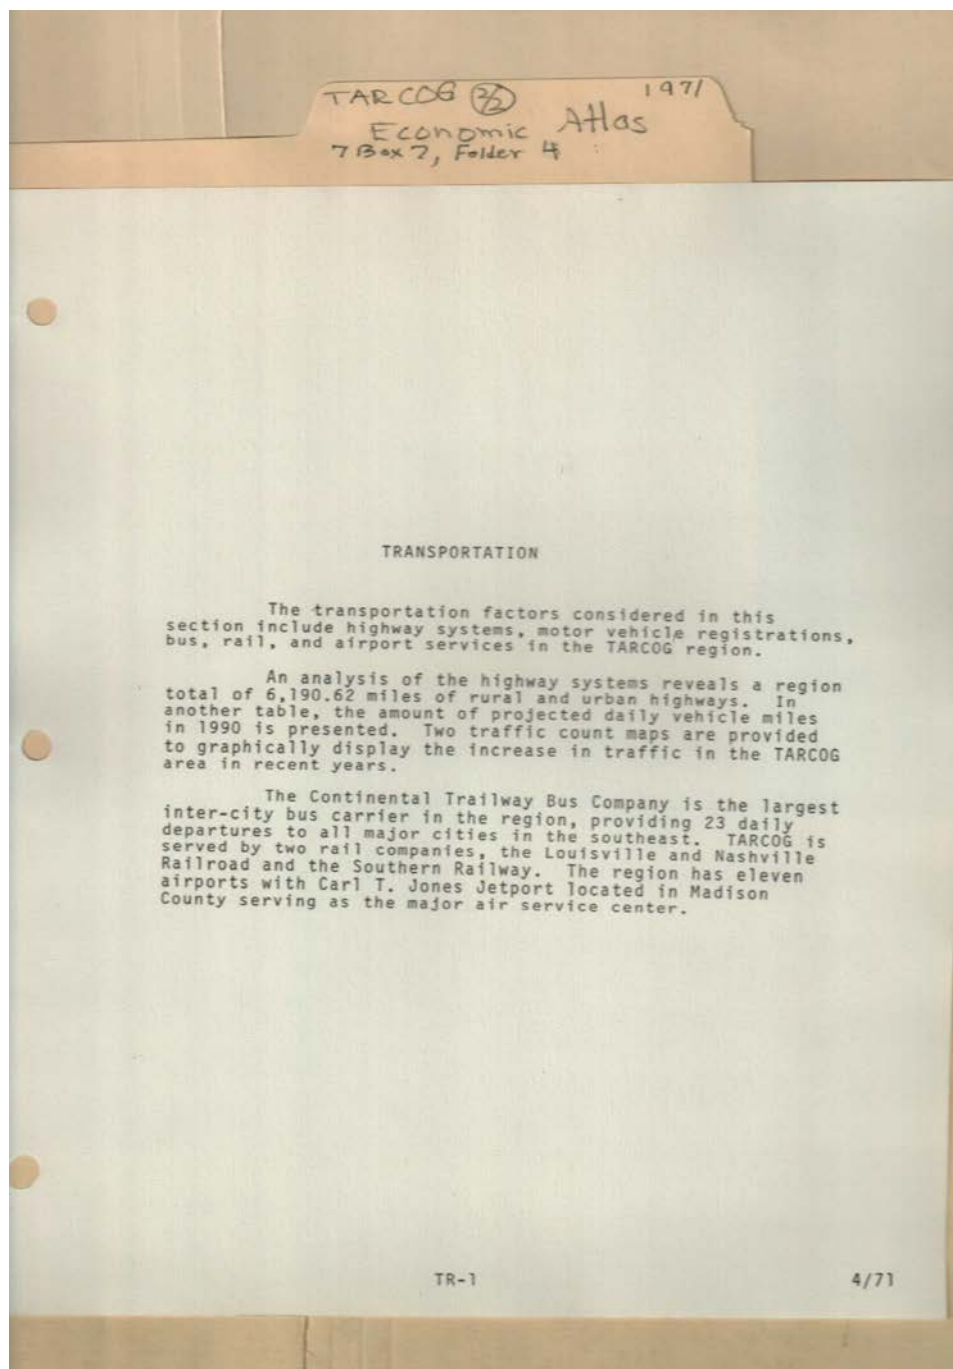 TARCOG 2/2 1971
Economic Atlas
7 Box 7, Folder 4
TRANSPORTATION
The transportation factors considered in this
section include highway systems, motor vehicle registrations,
bus, rail, and airport services in the TARCOG region.
An analysis of the highway systems reveals a region
total of 6,190.62 miles of rural and urban highways. In
another table, the amount of projected daily vehicle miles
in 1990 is presented. Two traffic count maps are provided
to graphically display the increase in traffic in the TARCOG
area in recent years.
The Continental Trailway Bus Company is the largest
inter-city bus carrier in the region, providing 23 daily
departures to all major cities in the southeast. TARCOG is
served by two rail companies, the Louisville and Nashville
Railroad and the Southern Railway. The region has eleven
airports with Carl T. Jones Jetport located in Madison
County serving as the major air service center.
TR-1 4/71